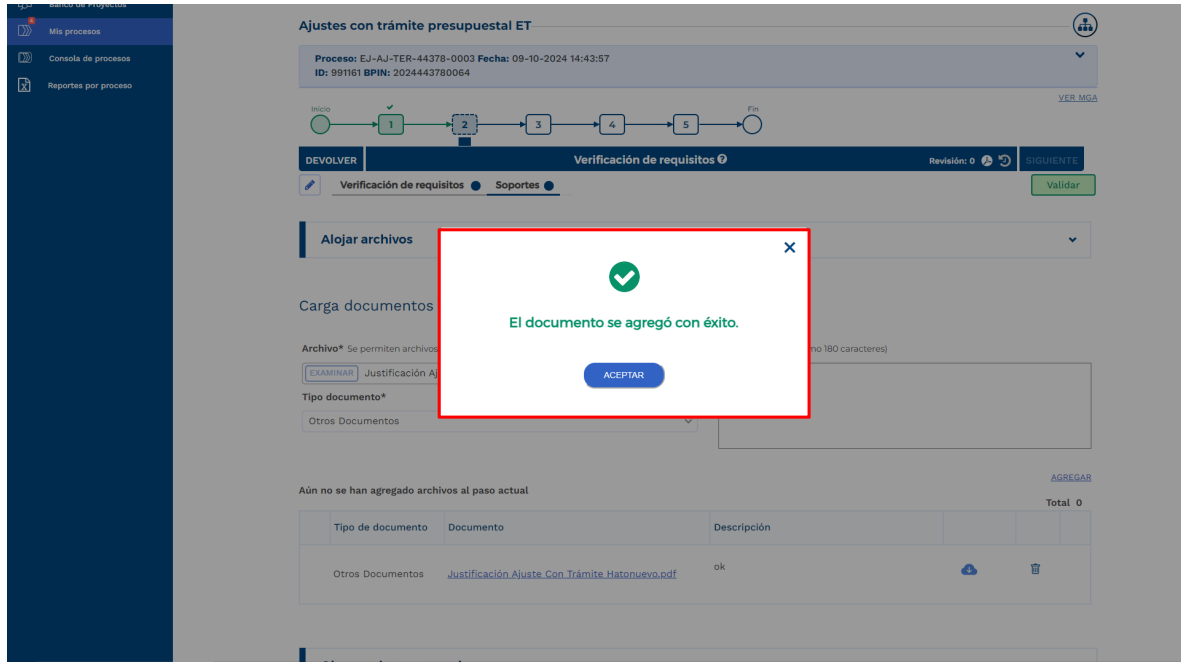 Banco de Proyectos
4
Mis procesos
Consola de procesos
Reportes por proceso
Ajustes con trámite presupuestal ET
Proceso: EJ-AJ-TER-44378-0003 Fecha: 09-10-2024 14:43:57
ID: 991161 BPIN: 2024443780064
VER MGA
Inicio
Fin
1
2
3
4
5
DEVOLVER
Verificación de requisitos
Revisión: 0
SIGUIENTE
Verificación de requisitos
Soportes
Validar
Alojar archivos
El documento se agregó con éxito.
ACEPTAR
Carga documentos
Archivo* Se permiten archivos
180 caracteres)
EXAMINAR Justificación Aj
Tipo documento*
Otros Documentos
AGREGAR
Aún no se han agregado archivos al paso actual
Total 0
Tipo de documento Documento Descripción
Otros Documentos Justificación Ajuste Con Trámite Hatonuevo.pdf ok